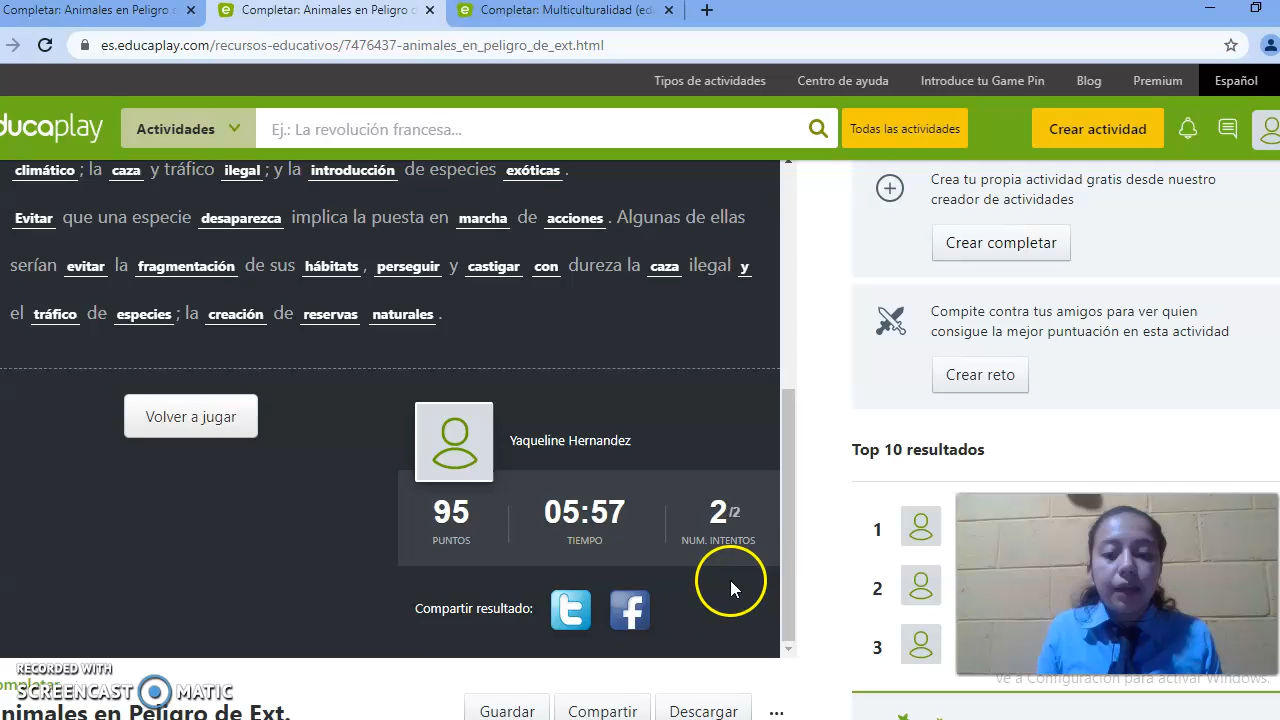 Completar: Animales en Peligro
Completar: Animales en Peligro
Completar: Multiculturalidad (ed
es.educaplay.com/recursos-educativos/7476437-animales_en_peligro_de_ext.html
Tipos de actividades
Centro de ayuda
Introduce tu Game Pin
Blog
Premium
Español
ducaplay
Actividades
Ej.: La revolución francesa...
Todas las actividades
Crear actividad
climático; la caza y tráfico ilegal; y la introducción de especies exóticas.
Evitar que una especie desaparezca implica la puesta en marcha de acciones. Algunas de ellas
serían evitar la fragmentación de sus hábitats, perseguir y castigar con dureza la caza ilegal y
el tráfico de especies; la creación de reservas naturales.
Volver a jugar
Yaqueline Hernandez
95
PUNTOS
05:57
TIEMPO
2/2
NUM. INTENTOS
Compartir resultado:
Crea tu propia actividad gratis desde nuestro
creador de actividades
Crear completar
Compite contra tus amigos para ver quien
consigue la mejor puntuación en esta actividad
Crear reto
Top 10 resultados
1
2
3
Ve a Configuración para activar Windows.
RECORDED WITH
SCREENCAST MATIC
nimales en Peligro de Ext.
Guardar
Compartir
Descargar
...